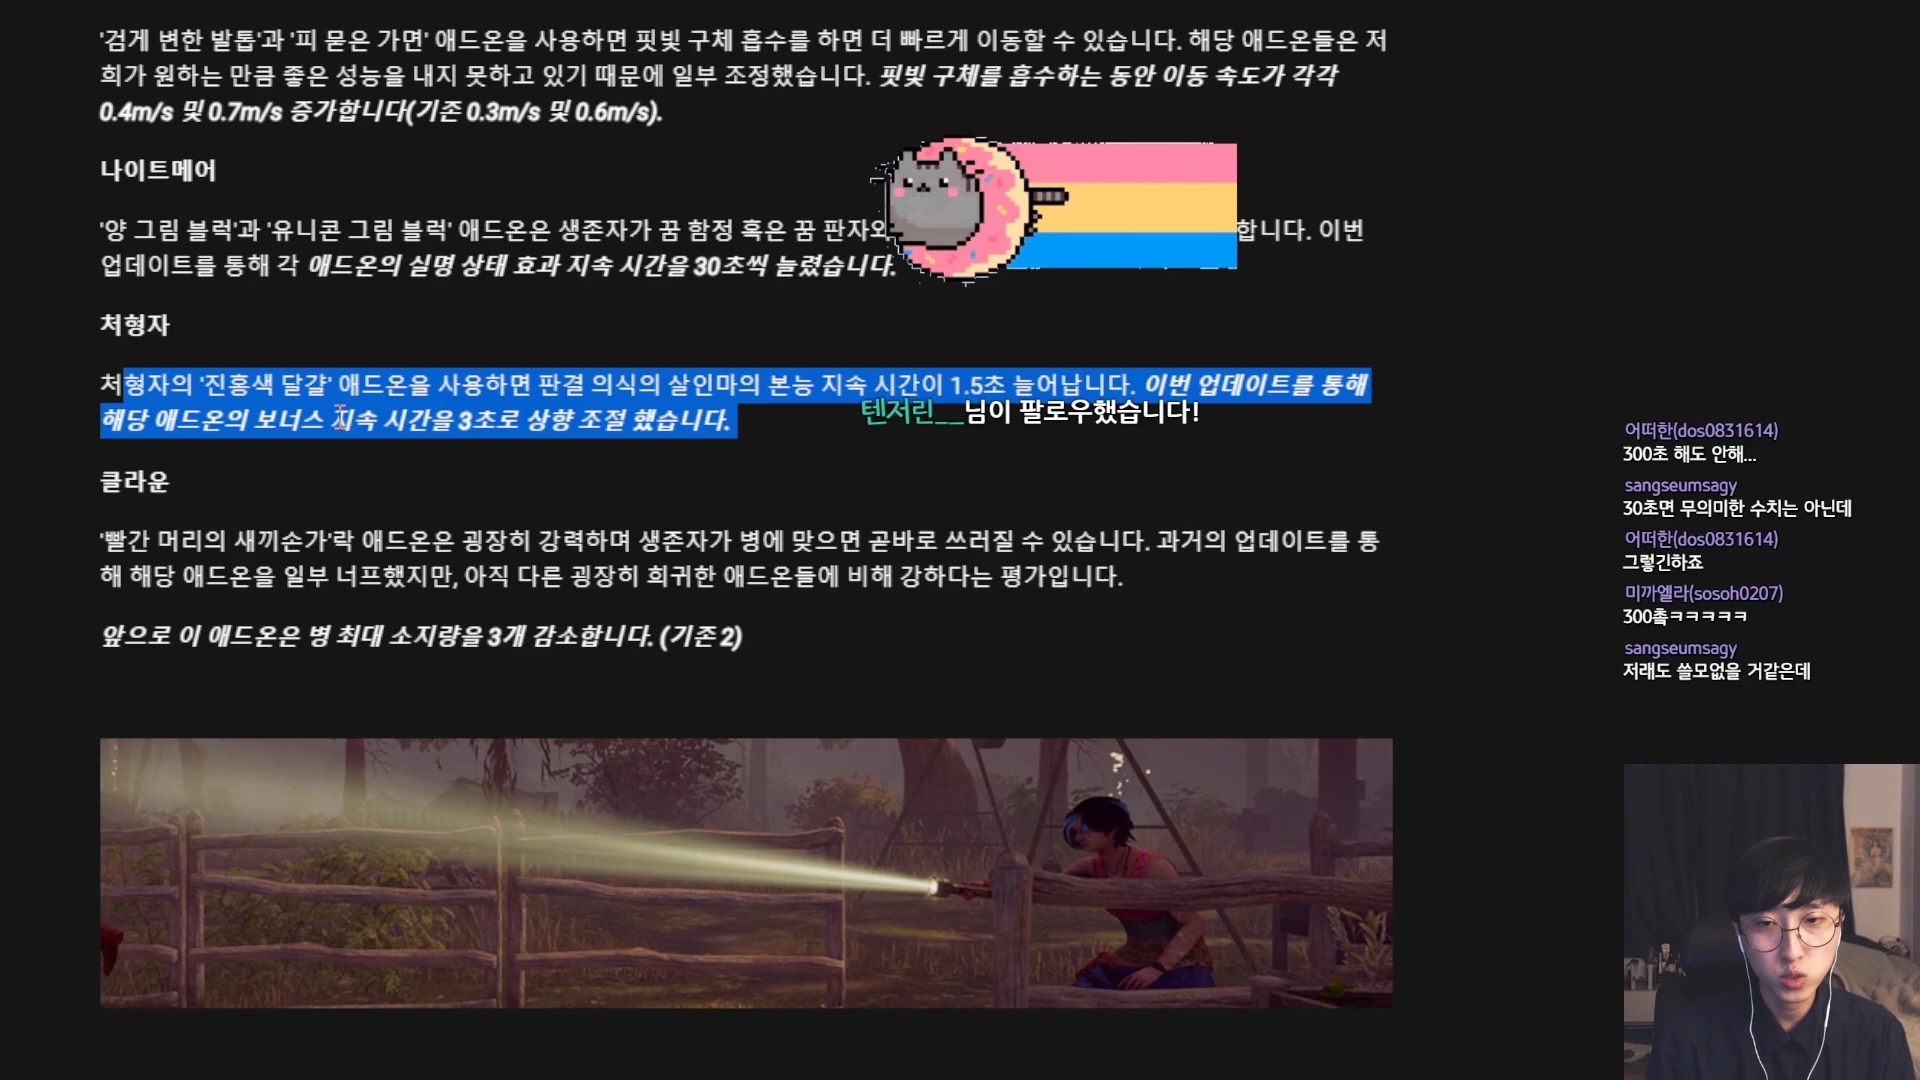 '검게 변한 발톱'과 '피 묻은 가면' 애드온을 사용하면 핏빛 구체 흡수를 하면 더 빠르게 이동할 수 있습니다. 해당 애드온들은 저
희가 원하는 만큼 좋은 성능을 내지 못하고 있기 때문에 일부 조정했습니다. 핏빛 구체를 흡수하는 동안 이동 속도가 각각
0.4m/s 및 0.7m/s 증가합니다(기존 0.3m/s 및 0.6m/s).
나이트메어
'양 그림 블럭'과 '유니콘 그림 블럭' 애드온은 생존자가 꿈 함정 혹은 꿈 판자와 합니다. 이번
업데이트를 통해 각 애드온의 실명 상태 효과 지속 시간을 30초씩 늘렸습니다.
처형자
처형자의 '진홍색 달걀' 애드온을 사용하면 판결 의식의 살인마의 본능 지속 시간이 1.5초 늘어납니다. 이번 업데이트를 통해
해당 애드온의 보너스 지속 시간을 3초로 상향 조절 했습니다.
텐저린__님이 팔로우했습니다!
클라운
'빨간 머리의 새끼손가'락 애드온은 굉장히 강력하며 생존자가 병에 맞으면 곧바로 쓰러질 수 있습니다. 과거의 업데이트를 통
해 해당 애드온을 일부 너프했지만, 아직 다른 굉장히 희귀한 애드온들에 비해 강하다는 평가입니다.
앞으로 이 애드온은 병 최대 소지량을 3개 감소합니다. (기존 2)
어떠한(dos0831614)
300초 해도 안해...
sangseumsagy
30초면 무의미한 수치는 아닌데
어떠한(dos0831614)
그렇긴하죠
미까엘라(sosoh0207)
300쵸ㅋㅋㅋㅋㅋ
sangseumsagy
저래도 쓸모없을 거같은데